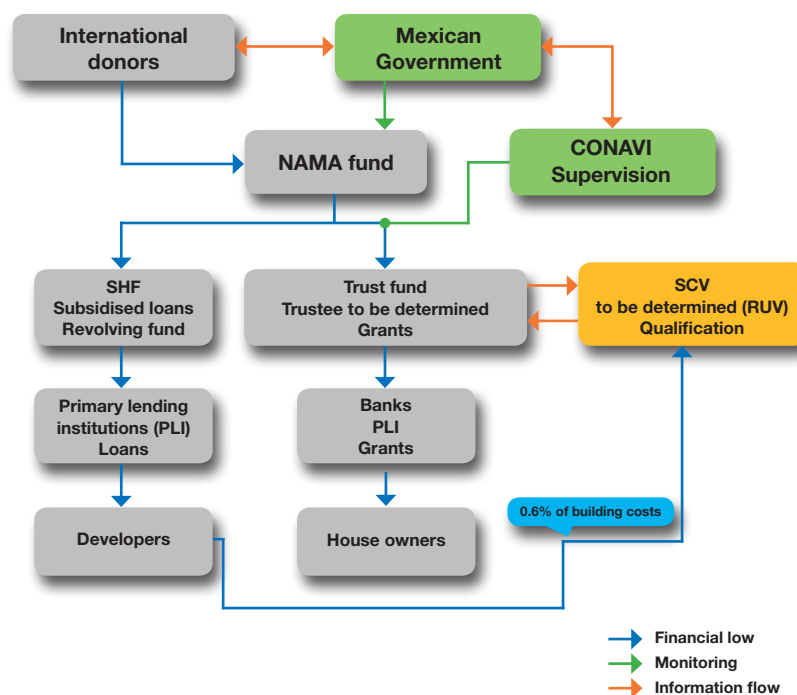 International
donors
Mexican
Government
NAMA fund
CONAVI
Supervision
SHF
Subsidised loans
Revolving fund
Trust fund
Trustee to be determined
Grants
SCV
to be determined (RUV)
Qualification
Primary lending
institutions (PLI)
Loans
Banks
PLI
Grants
0.6% of building costs
Developers
House owners
Financial low
Monitoring
Information flow